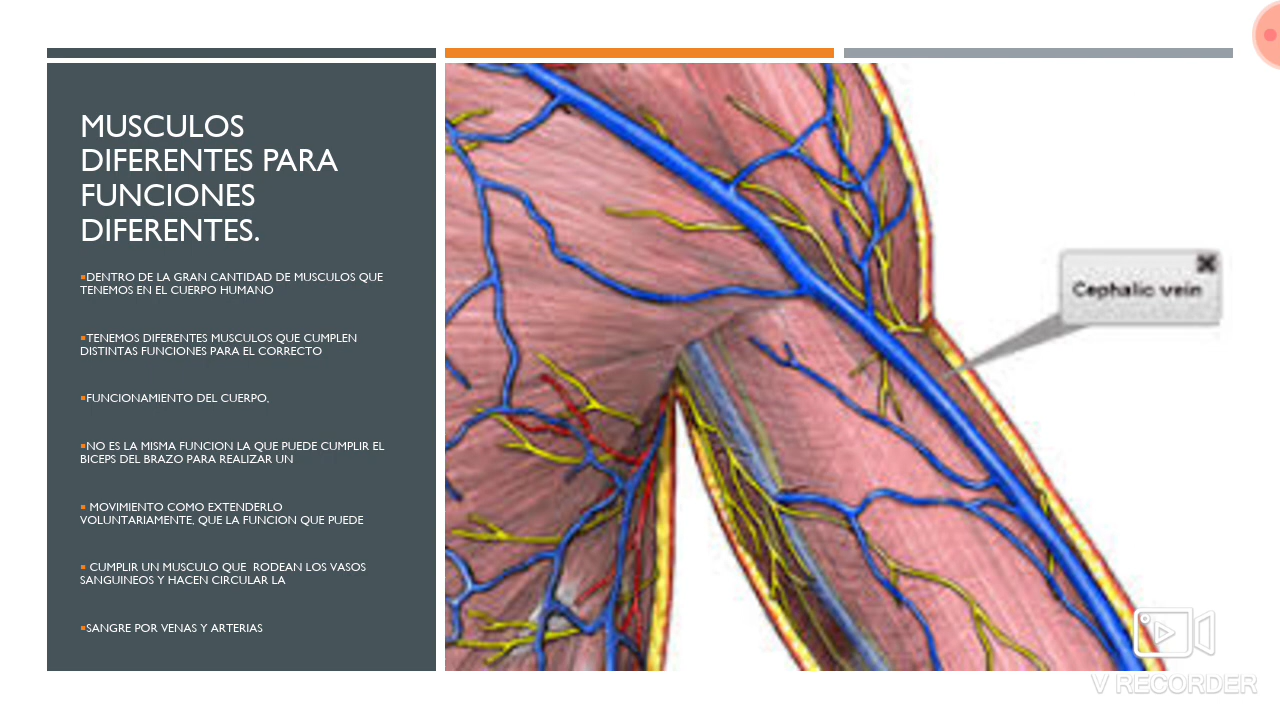 MUSCULOS
DIFERENTES PARA
FUNCIONES
DIFERENTES.
▪DENTRO DE LA GRAN CANTIDAD DE MUSCULOS QUE
TENEMOS EN EL CUERPO HUMANO
▪TENEMOS DIFERENTES MUSCULOS QUE CUMPLEN
DISTINTAS FUNCIONES PARA EL CORRECTO
▪FUNCIONAMIENTO DEL CUERPO.
▪NO ES LA MISMA FUNCION LA QUE PUEDE CUMPLIR EL
BICEPS DEL BRAZO PARA REALIZAR UN
▪ MOVIMIENTO COMO EXTENDERLO
VOLUNTARIAMENTE, QUE LA FUNCION QUE PUEDE
▪ CUMPLIR UN MUSCULO QUE  RODEAN LOS VASOS
SANGUINEOS Y HACEN CIRCULAR LA
▪SANGRE POR VENAS Y ARTERIAS
Cephalic vein
V RECORDER